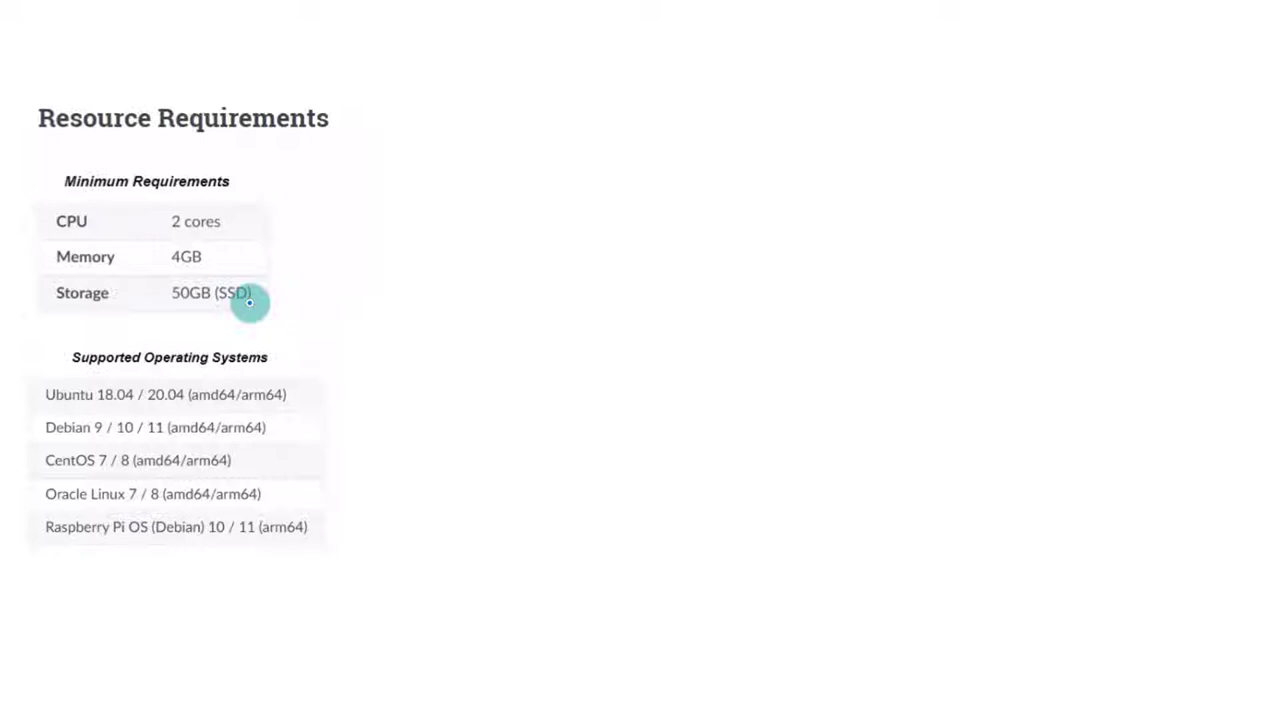 Resource Requirements
Minimum Requirements
CPU 2 cores
Memory 4GB
Storage 50GB (SSD)
Supported Operating Systems
Ubuntu 18.04 / 20.04 (amd64/arm64)
Debian 9 / 10 / 11 (amd64/arm64)
CentOS 7 / 8 (amd64/arm64)
Oracle Linux 7 / 8 (amd64/arm64)
Raspberry Pi OS (Debian) 10 / 11 (arm64)